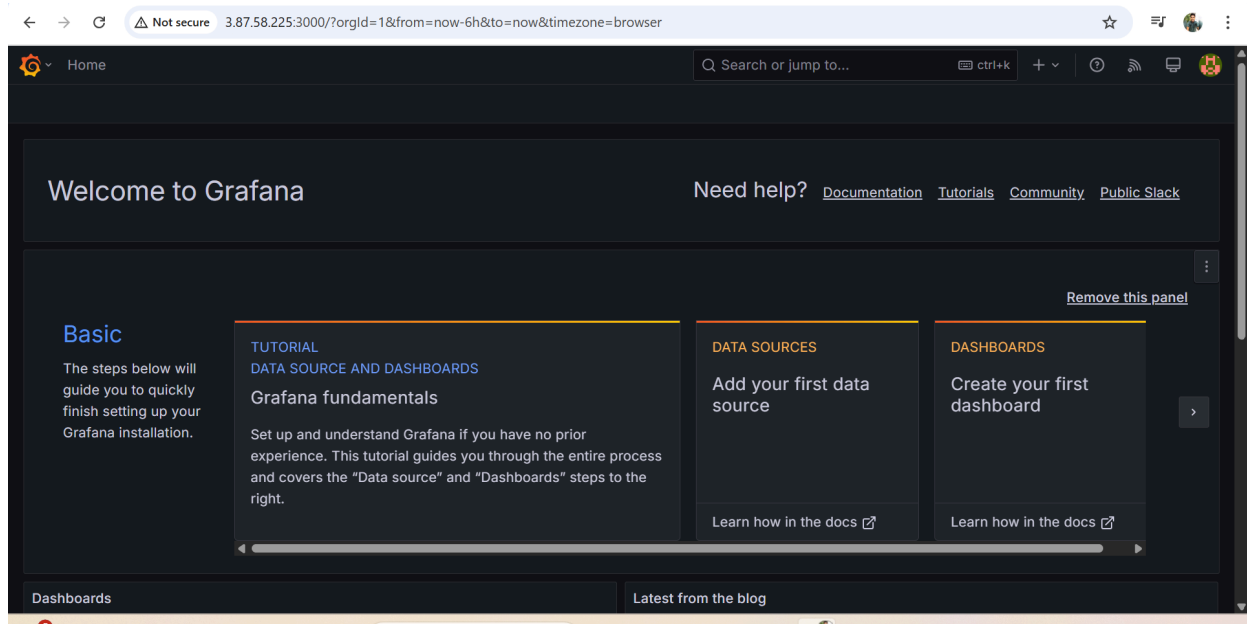 Not secure 3.87.58.225:3000/?orgId=1&from=now-6h&to=now&timezone=browser
Home
Search or jump to...
ctrl+k
Welcome to Grafana
Need help? Documentation Tutorials Community Public Slack
Remove this panel
Basic
The steps below will
guide you to quickly
finish setting up your
Grafana installation.
TUTORIAL
DATA SOURCE AND DASHBOARDS
Grafana fundamentals
Set up and understand Grafana if you have no prior
experience. This tutorial guides you through the entire process
and covers the “Data source” and “Dashboards” steps to the
right.
DATA SOURCES
Add your first data
source
Learn how in the docs
DASHBOARDS
Create your first
dashboard
Learn how in the docs
Dashboards
Latest from the blog